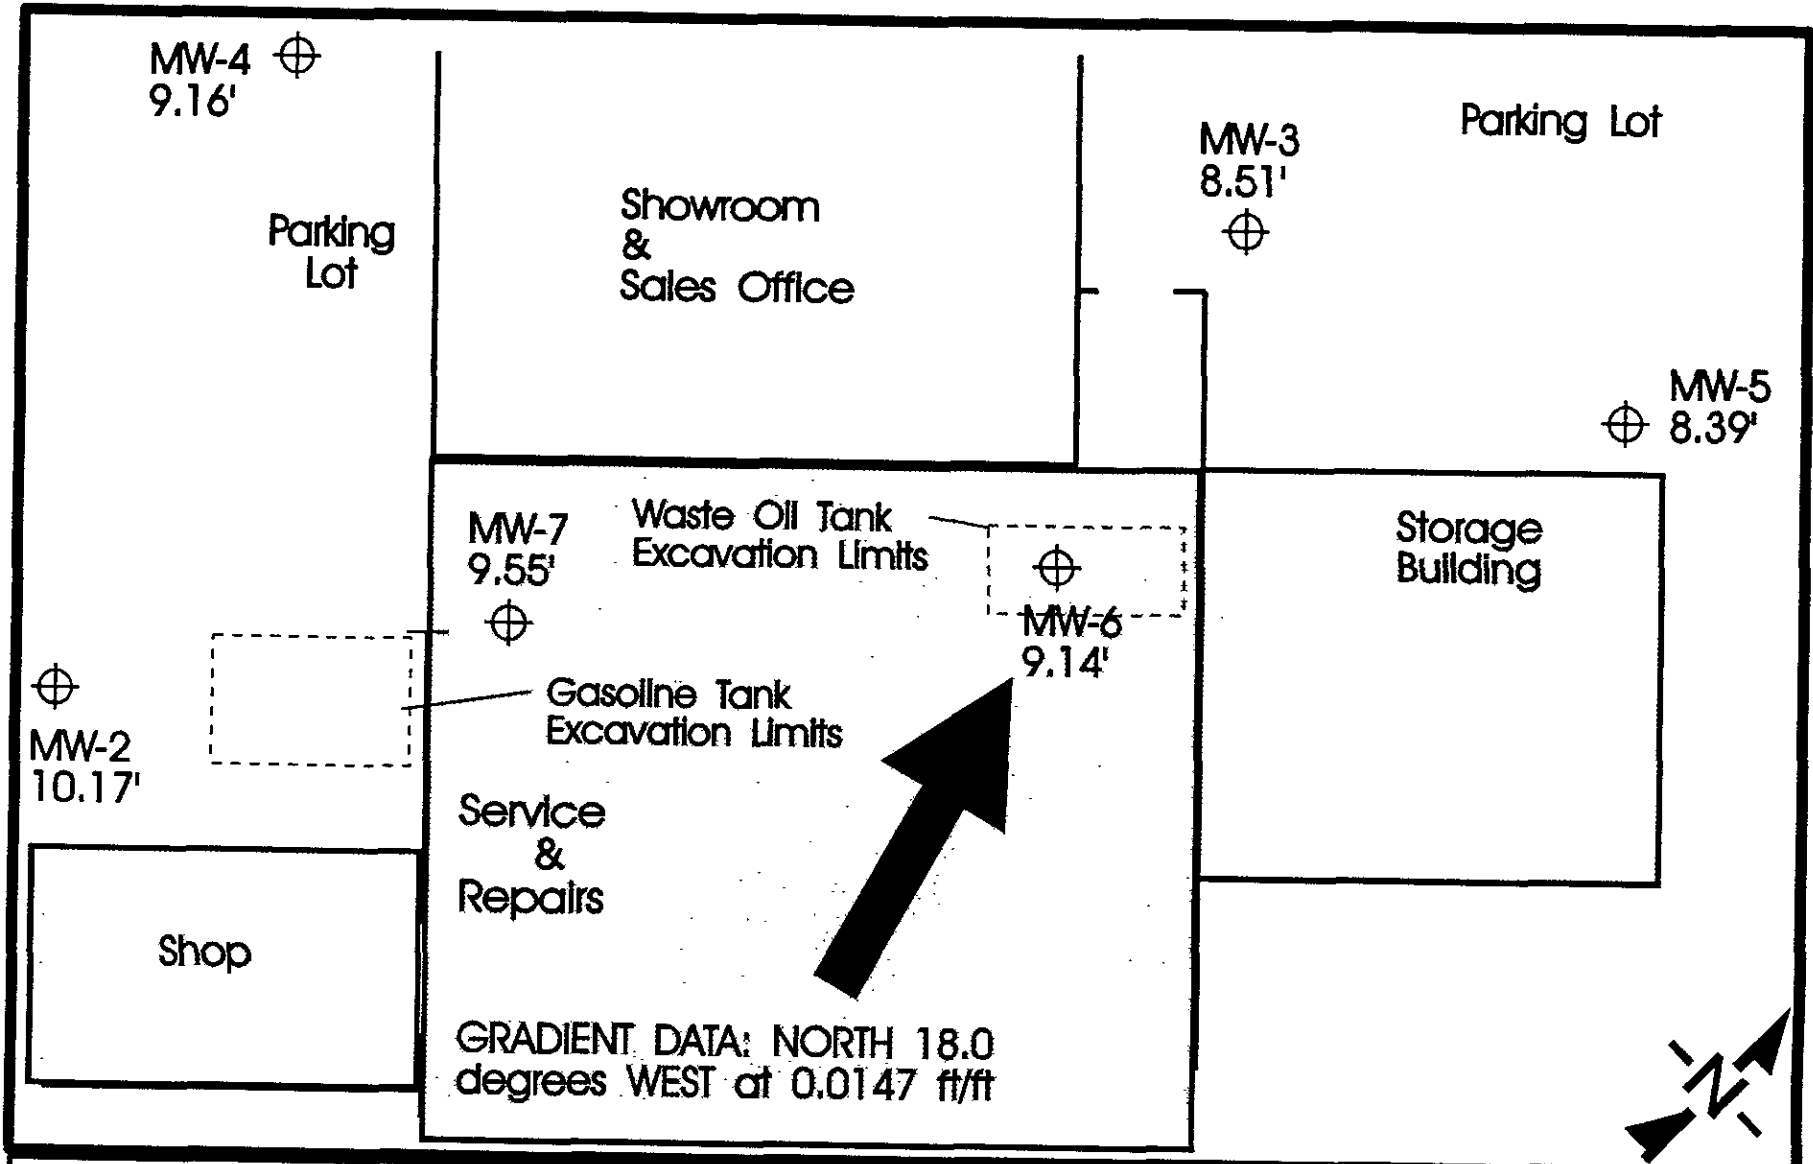 MW-4
9.16'
Parking
Lot
Showroom
&
Sales Office
MW-3
8.51'
Parking Lot
MW-5
8.39'
MW-7
9.55'
Waste Oil Tank
Excavation Limits
MW-6
9.14'
Storage
Building
MW-2
10.17'
Gasoline Tank
Excavation Limits
Service
&
Repairs
Shop
GRADIENT DATA: NORTH 18.0
degrees WEST at 0.0147 ft/ft
N